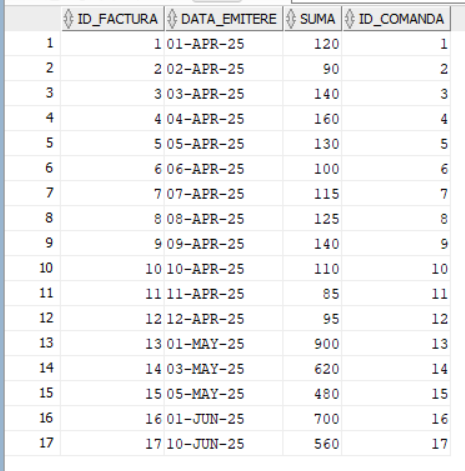 ID_FACTURA DATA_EMITERE SUMA ID_COMANDA
1 1 01-APR-25 120 1
2 2 02-APR-25 90 2
3 3 03-APR-25 140 3
4 4 04-APR-25 160 4
5 5 05-APR-25 130 5
6 6 06-APR-25 100 6
7 7 07-APR-25 115 7
8 8 08-APR-25 125 8
9 9 09-APR-25 140 9
10 10 10-APR-25 110 10
11 11 11-APR-25 85 11
12 12 12-APR-25 95 12
13 13 01-MAY-25 900 13
14 14 03-MAY-25 620 14
15 15 05-MAY-25 480 15
16 16 01-JUN-25 700 16
17 17 10-JUN-25 560 17